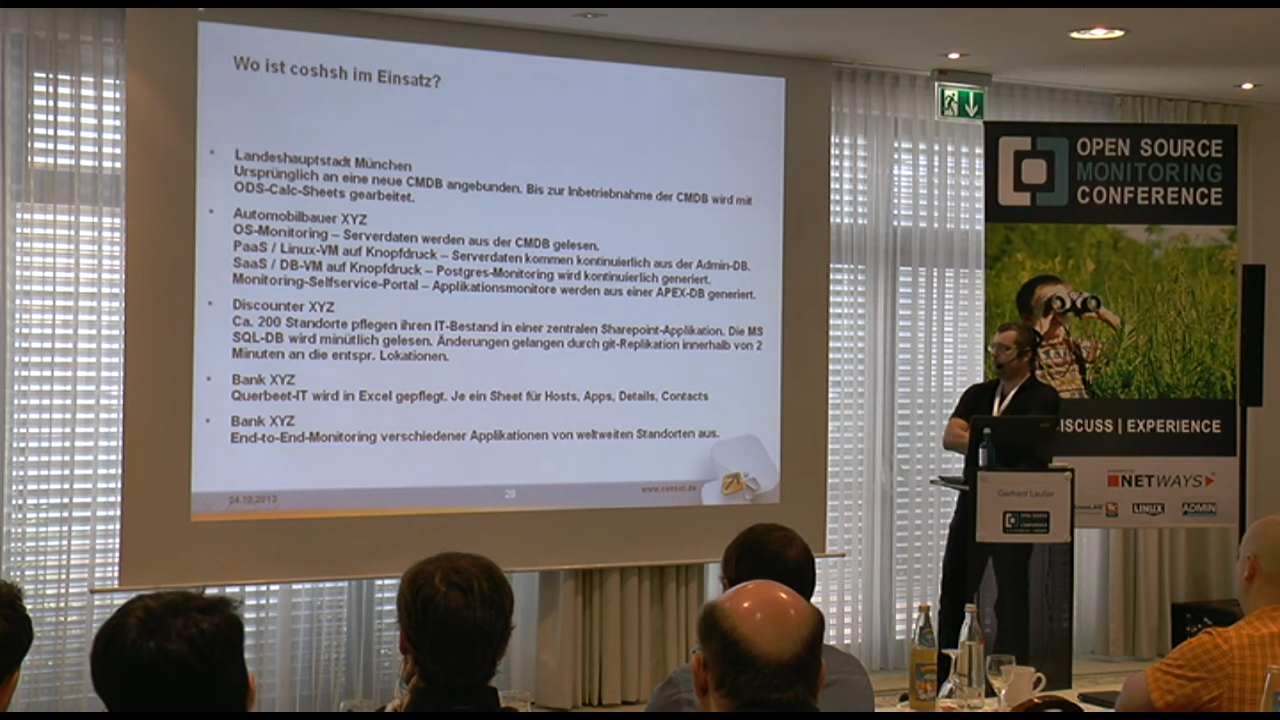 Wo ist coshsh im Einsatz?
Landeshauptstadt München
Ursprünglich an eine neue CMDB angebunden. Bis zur Inbetriebnahme der CMDB wird mit
ODS-Calc-Sheets gearbeitet.
Automobilbauer XYZ
OS-Monitoring – Serverdaten werden aus der CMDB gelesen.
PaaS / Linux-VM auf Knopfdruck – Serverdaten kommen kontinuierlich aus der Admin-DB.
SaaS / DB-VM auf Knopfdruck – Postgres-Monitoring wird kontinuierlich generiert.
Monitoring-Selfservice-Portal – Applikationsmonitore werden aus einer APEX-DB generiert.
Discounter XYZ
Ca. 200 Standorte pflegen ihren IT-Bestand in einer zentralen Sharepoint-Applikation. Die MS
SQL-DB wird minütlich gelesen. Änderungen gelangen durch git-Replikation innerhalb von 2
Minuten an die entspr. Lokationen.
Bank XYZ
Querbeet-IT wird in Excel gepflegt. Je ein Sheet für Hosts, Apps, Details, Contacts
Bank XYZ
End-to-End-Monitoring verschiedener Applikationen von weltweiten Standorten aus.
24.10.2013
20
www.consol.de
OPEN SOURCE
MONITORING
CONFERENCE
ISCUSS | EXPERIENCE
NETWAYS
LINUX
ADMIN
Gerhard Laußer
OPEN SOURCE
MONITORING
CONFERENCE